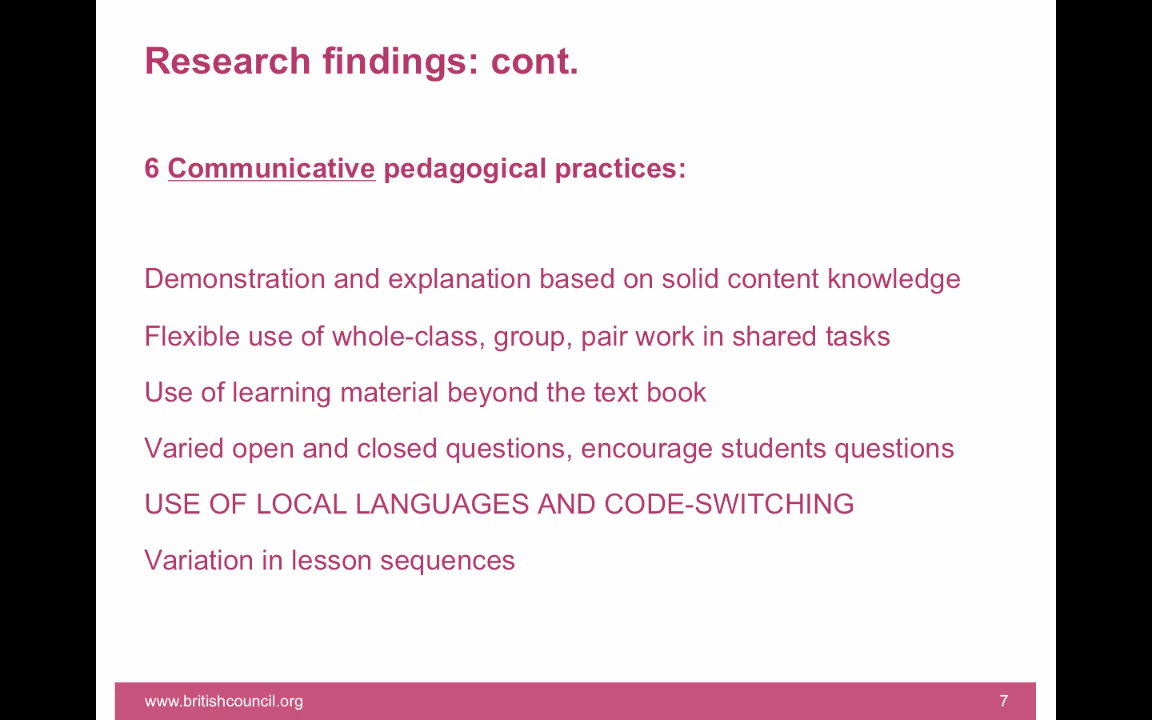 Research findings: cont.
6 Communicative pedagogical practices:
Demonstration and explanation based on solid content knowledge
Flexible use of whole-class, group, pair work in shared tasks
Use of learning material beyond the text book
Varied open and closed questions, encourage students questions
USE OF LOCAL LANGUAGES AND CODE-SWITCHING
Variation in lesson sequences
www.britishcouncil.org 7